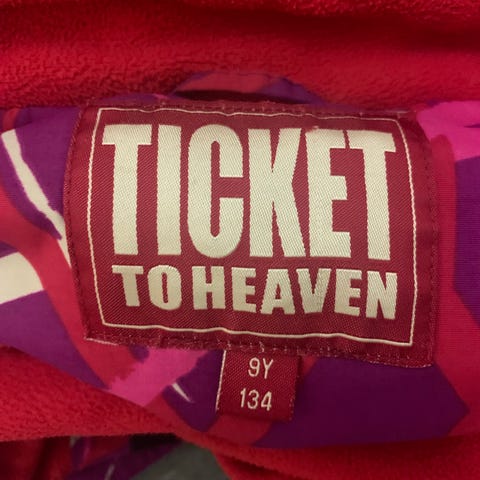 TICKET
TO HEAVEN
9Y
134